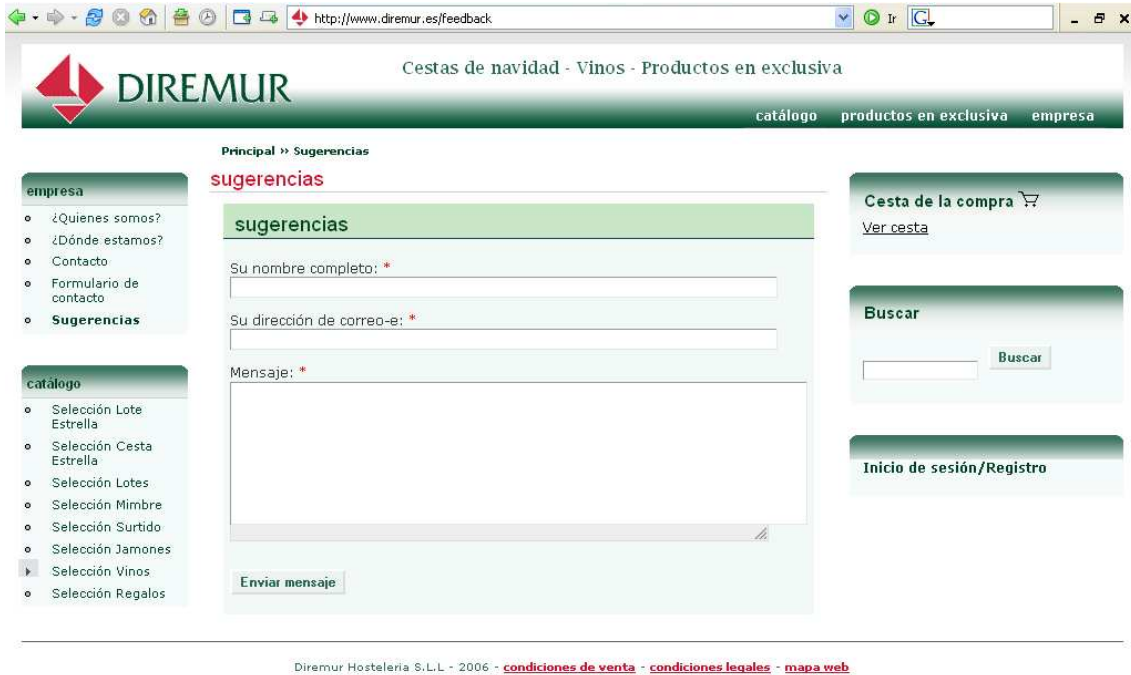 http://www.diremur.es/feedback
Ir
G
DIREMUR
Cestas de navidad - Vinos - Productos en exclusiva
catálogo productos en exclusiva empresa
Principal » Sugerencias
sugerencias
empresa
¿Quienes somos?
¿Dónde estamos?
Contacto
Formulario de
contacto
Sugerencias
catálogo
Selección Lote
Estrella
Selección Cesta
Estrella
Selección Lotes
Selección Mimbre
Selección Surtido
Selección Jamones
Selección Vinos
Selección Regalos
sugerencias
Su nombre completo: *
Su dirección de correo-e: *
Mensaje: *
Enviar mensaje
Cesta de la compra
Ver cesta
Buscar
Buscar
Inicio de sesión/Registro
Diremur Hosteleria S.L.L - 2006 - condiciones de venta - condiciones legales - mapa web